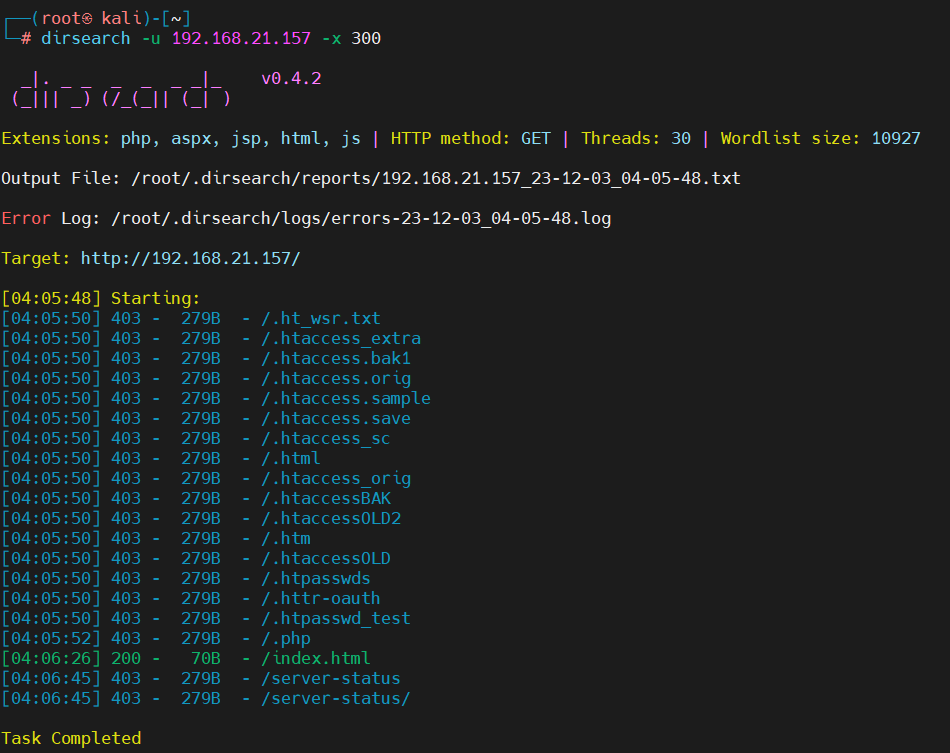 ┌──(root㉿ kali)-[~]
└─# dirsearch -u 192.168.21.157 -x 300
_|. _ _  _  _  _ _|_    v0.4.2
(_||| _) (/_(_|| (_| )
Extensions: php, aspx, jsp, html, js | HTTP method: GET | Threads: 30 | Wordlist size: 10927
Output File: /root/.dirsearch/reports/192.168.21.157_23-12-03_04-05-48.txt
Error Log: /root/.dirsearch/logs/errors-23-12-03_04-05-48.log
Target: http://192.168.21.157/
[04:05:48] Starting:
[04:05:50] 403 -  279B  - /.ht_wsr.txt
[04:05:50] 403 -  279B  - /.htaccess_extra
[04:05:50] 403 -  279B  - /.htaccess.bak1
[04:05:50] 403 -  279B  - /.htaccess.orig
[04:05:50] 403 -  279B  - /.htaccess.sample
[04:05:50] 403 -  279B  - /.htaccess.save
[04:05:50] 403 -  279B  - /.htaccess_sc
[04:05:50] 403 -  279B  - /.html
[04:05:50] 403 -  279B  - /.htaccess_orig
[04:05:50] 403 -  279B  - /.htaccessBAK
[04:05:50] 403 -  279B  - /.htaccessOLD2
[04:05:50] 403 -  279B  - /.htm
[04:05:50] 403 -  279B  - /.htaccessOLD
[04:05:50] 403 -  279B  - /.htpasswds
[04:05:50] 403 -  279B  - /.httr-oauth
[04:05:50] 403 -  279B  - /.htpasswd_test
[04:05:52] 403 -  279B  - /.php
[04:06:26] 200 -   70B  - /index.html
[04:06:45] 403 -  279B  - /server-status
[04:06:45] 403 -  279B  - /server-status/
Task Completed